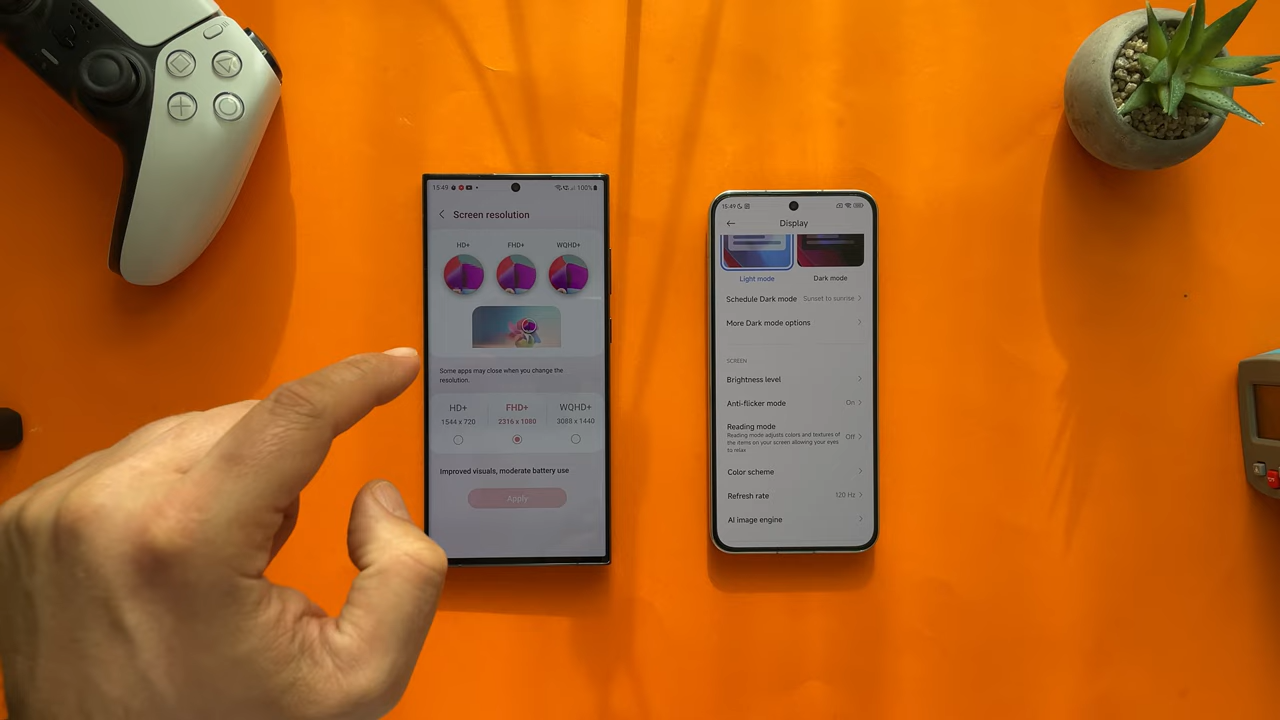 15:49
100%
Screen resolution
HD+
FHD+
WQHD+
Some apps may close when you change the
resolution.
HD+
FHD+
WQHD+
1544 x 720
2316 x 1080
3088 x 1440
Improved visuals, moderate battery use
Apply
15:49
Display
Light mode
Dark mode
Schedule Dark mode
Sunset to sunrise
More Dark mode options
SCREEN
Brightness level
Anti-flicker mode
On
Reading mode
Reading mode adjusts colors and textures of
the items on your screen allowing your eyes
to relax
Off
Color scheme
Refresh rate
120 Hz
AI image engine